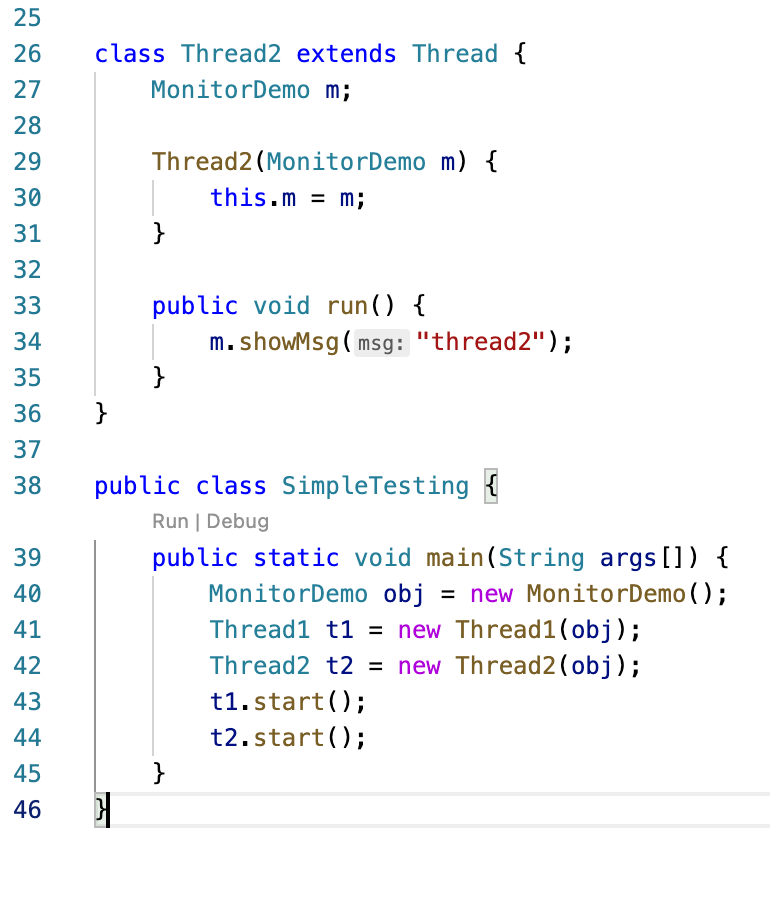 25
26 class Thread2 extends Thread {
27 MonitorDemo m;
28
29 Thread2(MonitorDemo m) {
30 this.m = m;
31 }
32
33 public void run() {
34 m.showMsg(msg: "thread2");
35 }
36 }
37
38 public class SimpleTesting {
Run | Debug
39 public static void main(String args[]) {
40 MonitorDemo obj = new MonitorDemo();
41 Thread1 t1 = new Thread1(obj);
42 Thread2 t2 = new Thread2(obj);
43 t1.start();
44 t2.start();
45 }
46 }